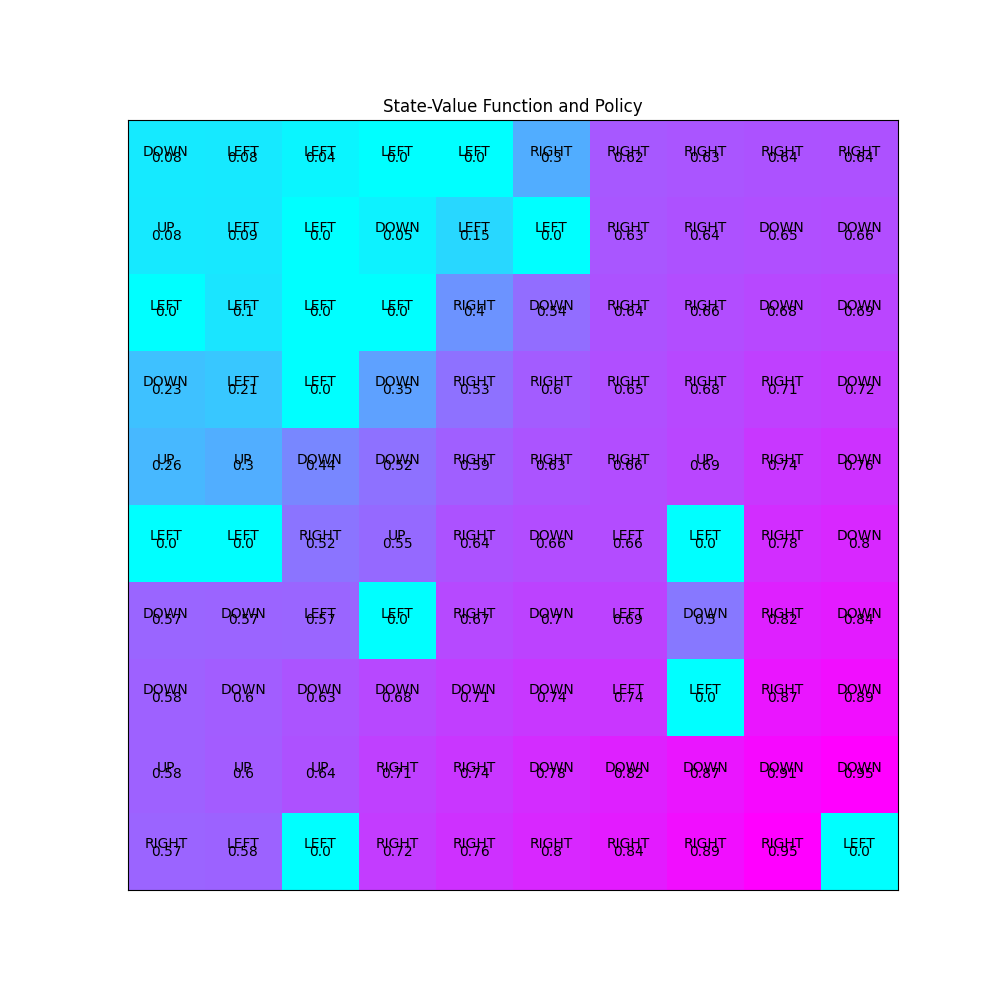 State-Value Function and Policy
DOWN LEFT LEFT LEFT LEFT RIGHT RIGHT RIGHT RIGHT RIGHT
0.08 0.08 0.04 0.0 0.0 0.3 0.62 0.63 0.64 0.64
UP LEFT LEFT DOWN LEFT LEFT RIGHT RIGHT DOWN DOWN
0.08 0.09 0.0 0.05 0.15 0.0 0.63 0.64 0.65 0.66
LEFT LEFT LEFT LEFT RIGHT DOWN RIGHT RIGHT DOWN DOWN
0.0 0.1 0.0 0.0 0.4 0.54 0.64 0.66 0.68 0.69
DOWN LEFT LEFT DOWN RIGHT RIGHT RIGHT RIGHT RIGHT DOWN
0.23 0.21 0.0 0.35 0.53 0.6 0.65 0.68 0.71 0.72
UP UP DOWN DOWN RIGHT RIGHT RIGHT UP RIGHT DOWN
0.26 0.3 0.44 0.52 0.59 0.63 0.66 0.69 0.74 0.76
LEFT LEFT RIGHT UP RIGHT DOWN LEFT LEFT RIGHT DOWN
0.0 0.0 0.52 0.55 0.64 0.66 0.66 0.0 0.78 0.8
DOWN DOWN LEFT LEFT RIGHT DOWN LEFT DOWN RIGHT DOWN
0.57 0.57 0.57 0.0 0.67 0.7 0.69 0.5 0.82 0.84
DOWN DOWN DOWN DOWN DOWN DOWN LEFT LEFT RIGHT DOWN
0.58 0.6 0.63 0.68 0.71 0.74 0.74 0.0 0.87 0.89
UP UP UP RIGHT RIGHT DOWN DOWN DOWN DOWN DOWN
0.58 0.6 0.64 0.71 0.74 0.78 0.82 0.87 0.91 0.95
RIGHT LEFT LEFT RIGHT RIGHT RIGHT RIGHT RIGHT RIGHT LEFT
0.57 0.58 0.0 0.72 0.76 0.8 0.84 0.89 0.95 0.0